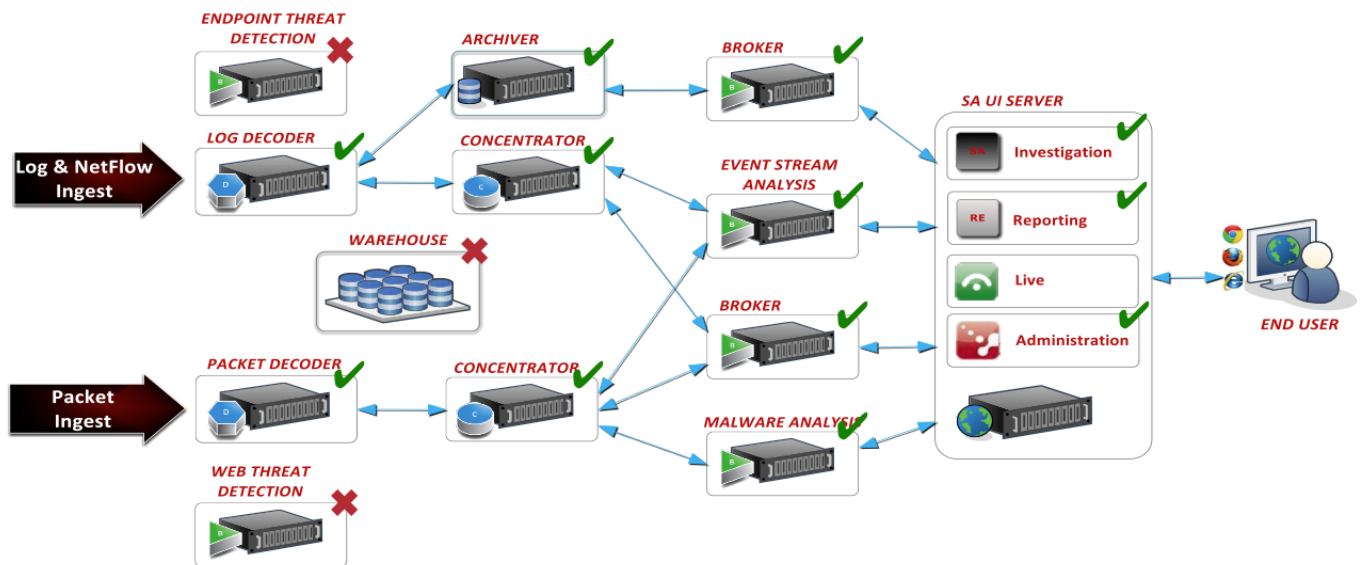 ENDPOINT THREAT
DETECTION
B
ARCHIVER
BROKER
B
SA UI SERVER
Log & NetFlow
Ingest
LOG DECODER
D
CONCENTRATOR
C
EVENT STREAM
ANALYSIS
B
SA
Investigation
RE
Reporting
Live
Administration
WAREHOUSE
BROKER
B
END USER
Packet
Ingest
PACKET DECODER
D
CONCENTRATOR
C
MALWARE ANALYSIS
B
WEB THREAT
DETECTION
B